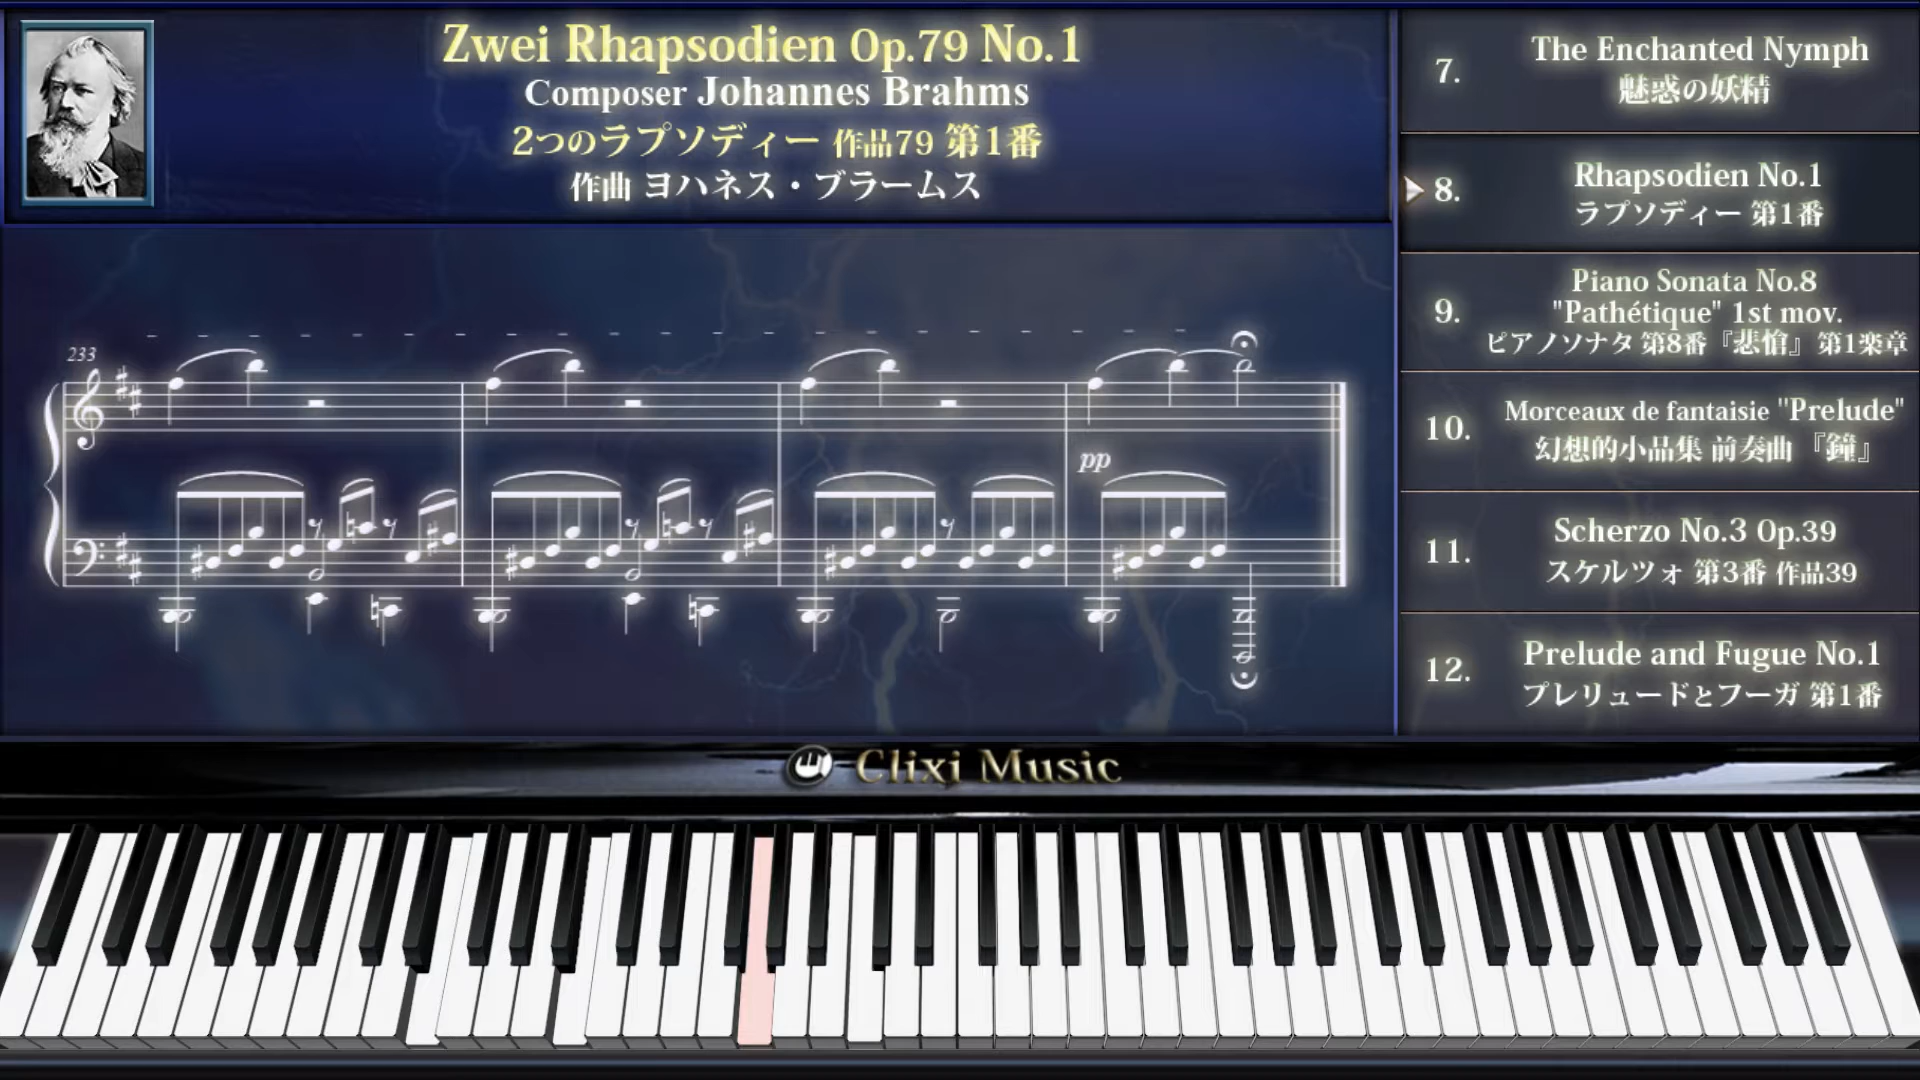 Zwei Rhapsodien Op.79 No.1
Composer Johannes Brahms
2つのラプソディー 作品79 第1番
作曲 ヨハネス・ブラームス
7. The Enchanted Nymph
魅惑の妖精
8. Rhapsodien No.1
ラプソディー 第1番
9. Piano Sonata No.8
"Pathétique" 1st mov.
ピアノソナタ 第8番『悲愴』第1楽章
10. Morceaux de fantaisie "Prelude"
幻想的小品集 前奏曲 『鐘』
11. Scherzo No.3 Op.39
スケルツォ 第3番 作品39
12. Prelude and Fugue No.1
プレリュードとフーガ 第1番
233
pp
Clixi Music